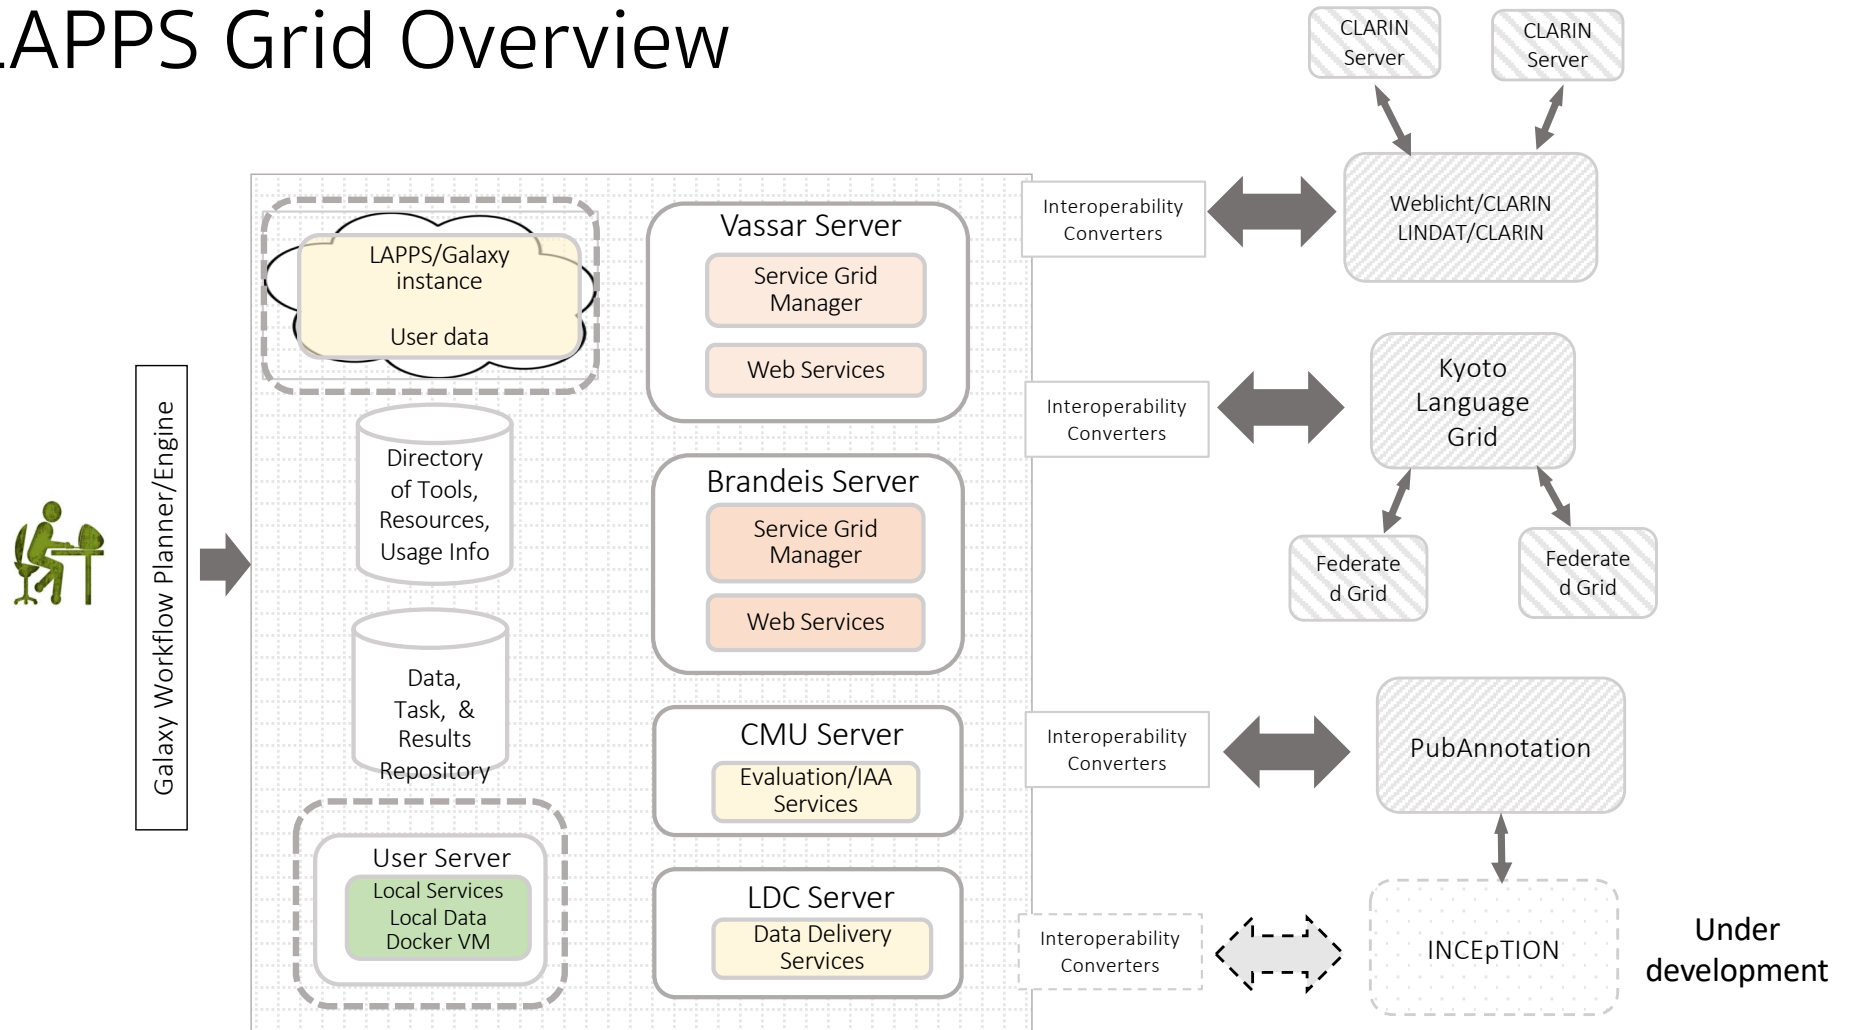 LAPPS Grid Overview
CLARIN
Server
CLARIN
Server
Interoperability
Converters
Weblicht/CLARIN
LINDAT/CLARIN
LAPPS/Galaxy
instance
User data
Vassar Server
Service Grid
Manager
Web Services
Interoperability
Converters
Kyoto
Language
Grid
Galaxy Workflow Planner/Engine
Directory
of Tools,
Resources,
Usage Info
Brandeis Server
Service Grid
Manager
Web Services
Federate
d Grid
Federate
d Grid
Data,
Task, &
Results
Repository
CMU Server
Evaluation/IAA
Services
Interoperability
Converters
PubAnnotation
User Server
Local Services
Local Data
Docker VM
LDC Server
Data Delivery
Services
Interoperability
Converters
INCEpTION
Under
development